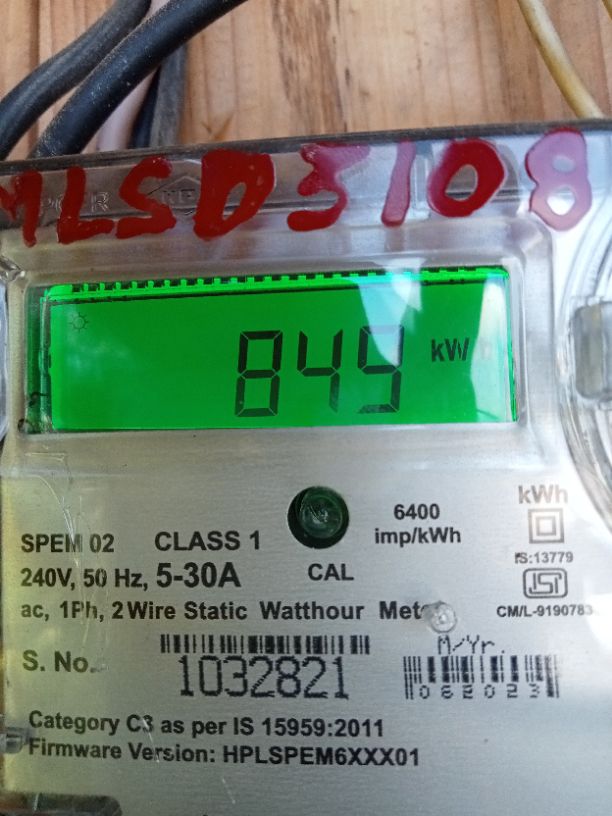 MLSD3108
849 kW
kWh
6400
imp/kWh
IS:13779
SPEM 02 CLASS 1
240V, 50 Hz, 5-30A
CAL
CM/L-9190783
ac, 1Ph, 2 Wire Static Watthour
M/Yr.
S. No.
1032821
062023
Category C3 as per IS 15959:2011
Firmware Version: HPLSPEM6XXX01